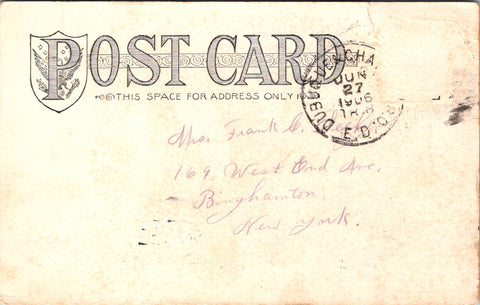 POST CARD
THIS SPACE FOR ADDRESS ONLY
JUN
27
1906
Mrs. Frank C.
169 West End Ave.
Binghamton,
New York.